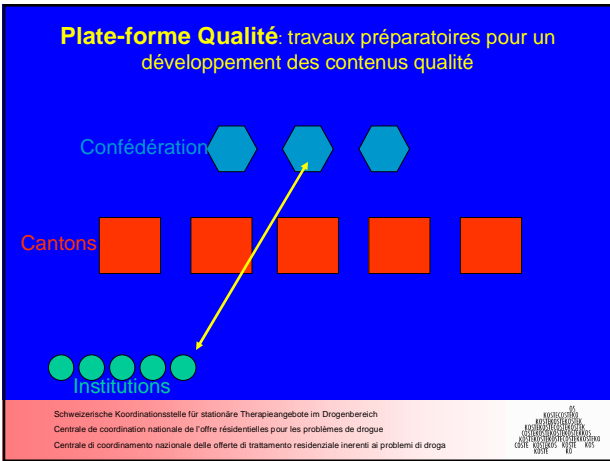 Plate-forme Qualité: travaux préparatoires pour un
développement des contenus qualité
Confédération
Cantons
Institutions
Schweizerische Koordinationsstelle für stationäre Therapieangebote im Drogenbereich
Centrale de coordination nationale de l'offre résidentielles pour les problèmes de drogue
Centrale di coordinamento nazionale delle offerte di trattamento residenziale inerenti ai problemi di droga
OS
KOSTECOSTEKO